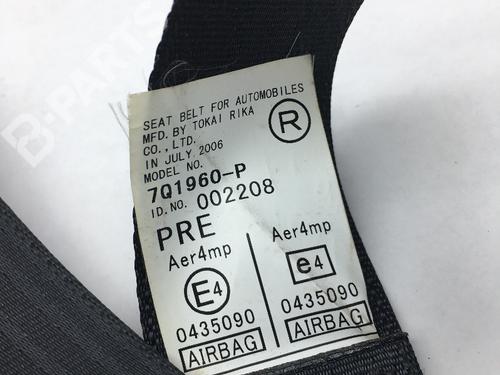 B-PARTS
SEAT BELT FOR AUTOMOBILES
MFD. BY TOKAI RIKA
CO., LTD.
IN JULY 2006
MODEL NO.
7Q1960-P
ID. NO. 002208
R
PRE
Aer4mp
E4
0435090
AIRBAG
Aer4mp
e4
0435090
AIRBAG